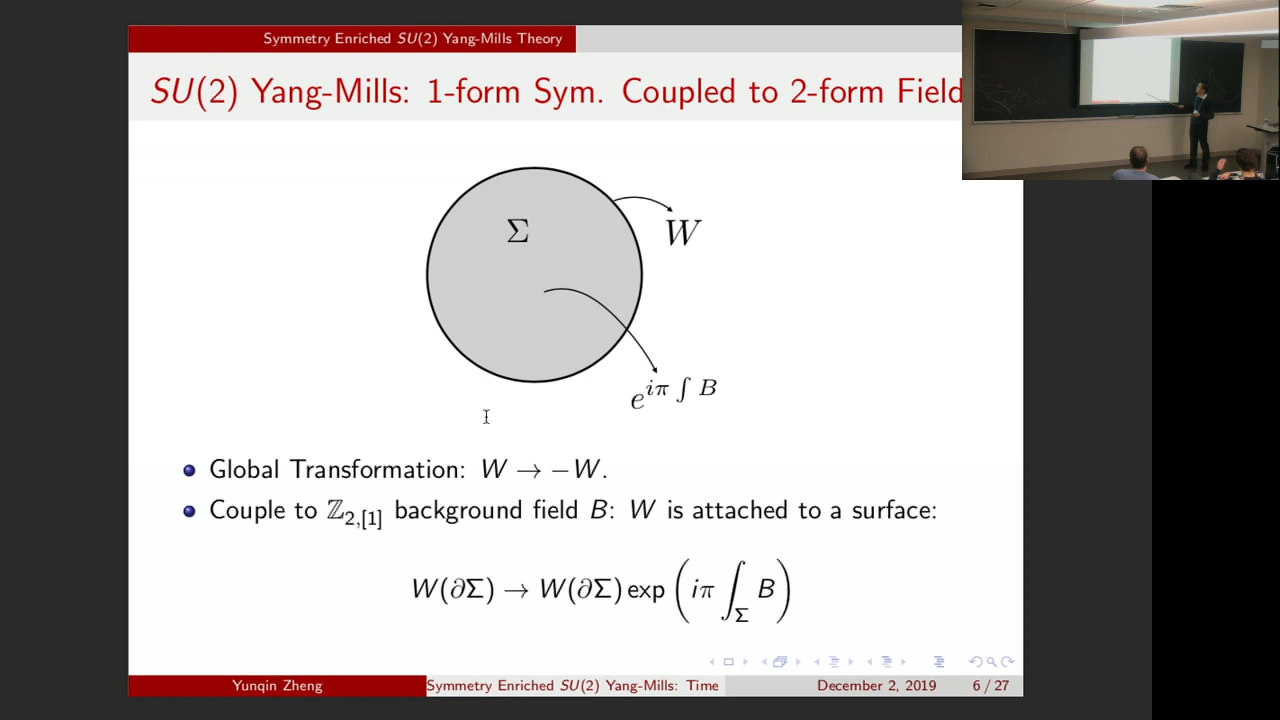 Symmetry Enriched SU(2) Yang-Mills Theory
SU(2) Yang-Mills: 1-form Sym. Coupled to 2-form Field
Σ
W
e^{iπ ∫ B}
Global Transformation: W → −W.
Couple to ℤ_{2,[1]} background field B: W is attached to a surface:
W(∂Σ) → W(∂Σ) exp (iπ ∫_Σ B)
Yunqin Zheng
Symmetry Enriched SU(2) Yang-Mills: Time
December 2, 2019
6 / 27